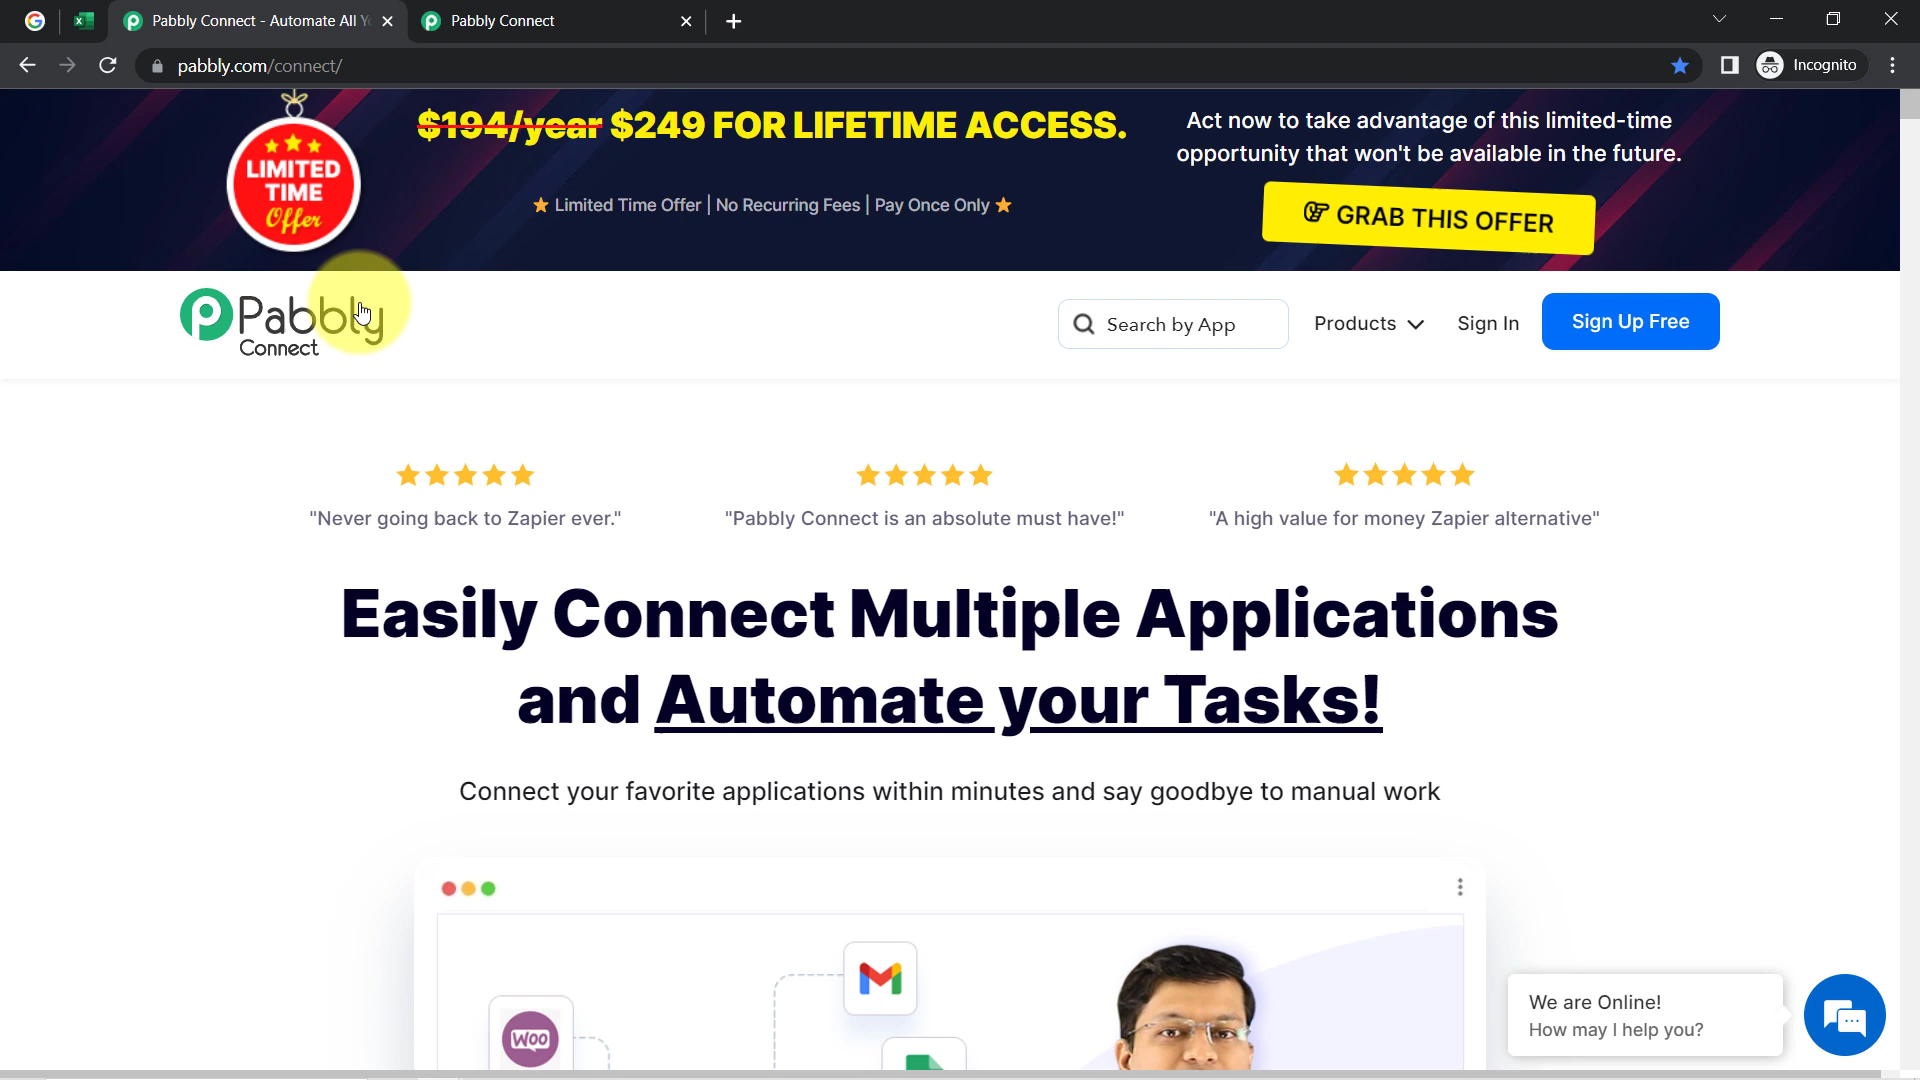 Pabbly Connect - Automate All Y
Pabbly Connect
pabbly.com/connect/
Incognito
LIMITED
TIME
Offer
$194/year $249 FOR LIFETIME ACCESS.
Limited Time Offer | No Recurring Fees | Pay Once Only
Act now to take advantage of this limited-time
opportunity that won't be available in the future.
GRAB THIS OFFER
Pabbly
Connect
Search by App
Products
Sign In
Sign Up Free
"Never going back to Zapier ever."
"Pabbly Connect is an absolute must have!"
"A high value for money Zapier alternative"
Easily Connect Multiple Applications
and Automate your Tasks!
Connect your favorite applications within minutes and say goodbye to manual work
WOO
We are Online!
How may I help you?